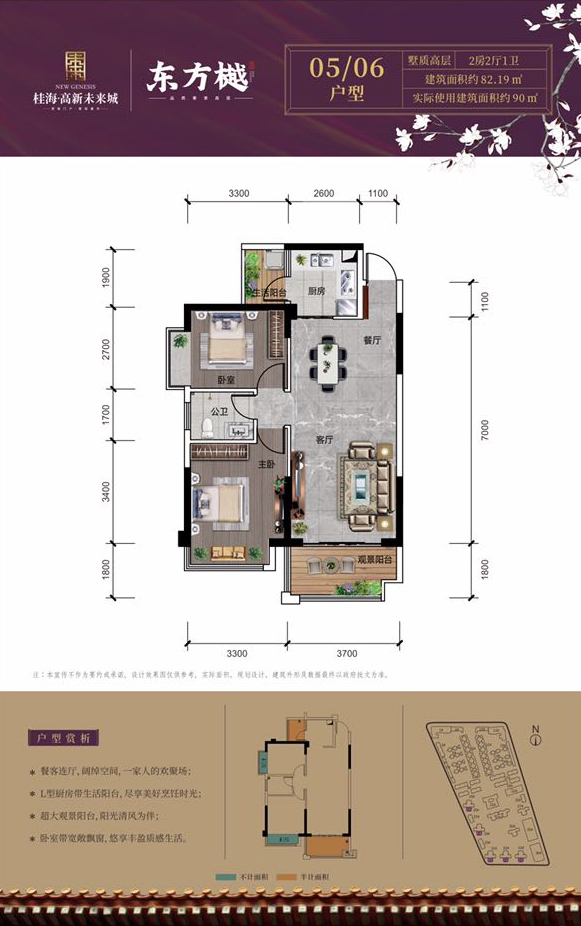 NEW GENESIS
桂海·高新未来城
东方樾
05/06
户型
墅质高层
2房2厅1卫
建筑面积约 82.19 ㎡
实际使用建筑面积约 90 ㎡
3300
2600
1100
1900
2700
1700
3400
1800
1100
7000
1800
生活阳台
厨房
餐厅
卧室
公卫
客厅
主卧
观景阳台
3300
3700
注:本宣传不作为要约或承诺,设计效果图仅供参考,实际面积、规划设计、建筑外形及数据最终以政府批文为准。
户型赏析
* 餐客连厅,阔绰空间,一家人的欢聚场;
* L型厨房带生活阳台,尽享美好烹饪时光;
* 超大观景阳台,阳光清风为伴;
* 卧室带宽敞飘窗,悠享丰盈质感生活。
不计面积
半计面积
N